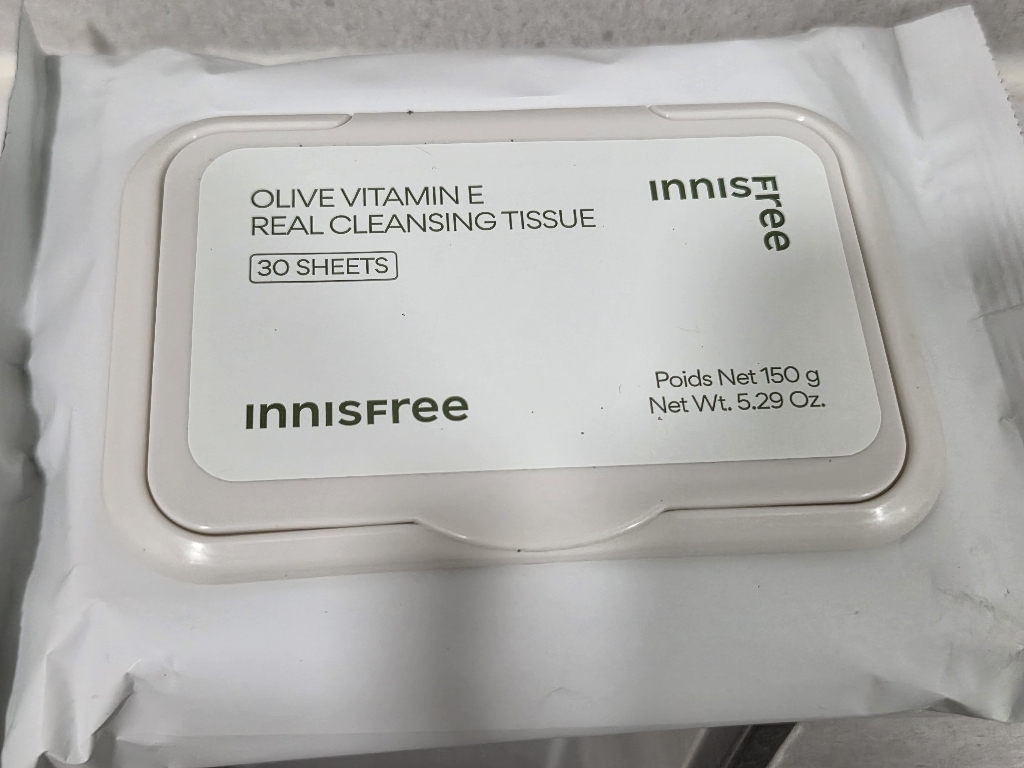 OLIVE VITAMIN E
REAL CLEANSING TISSUE
30 SHEETS
INNISFree
INNISFree
Poids Net 150 g
Net Wt. 5.29 Oz.